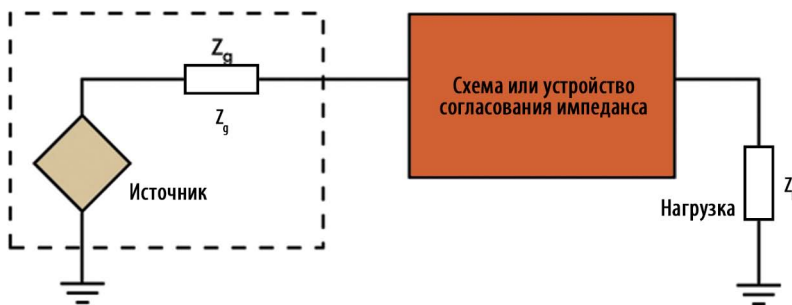 Zg
Zg
Схема или устройство
согласования импеданса
Источник
Нагрузка
Z